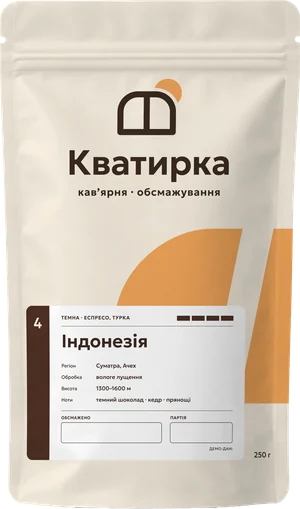 Кватирка
кав’ярня · обсмажування
4
ТЕМНА · ЕСПРЕСО, ТУРКА
Індонезія
Регіон Суматра, Ачех
Обробка вологе лущення
Висота 1300–1600 м
Ноти темний шоколад · кедр · прянощі
ОБСМАЖЕНО ПАРТІЯ
ДЕМО-ДАНІ
250 г